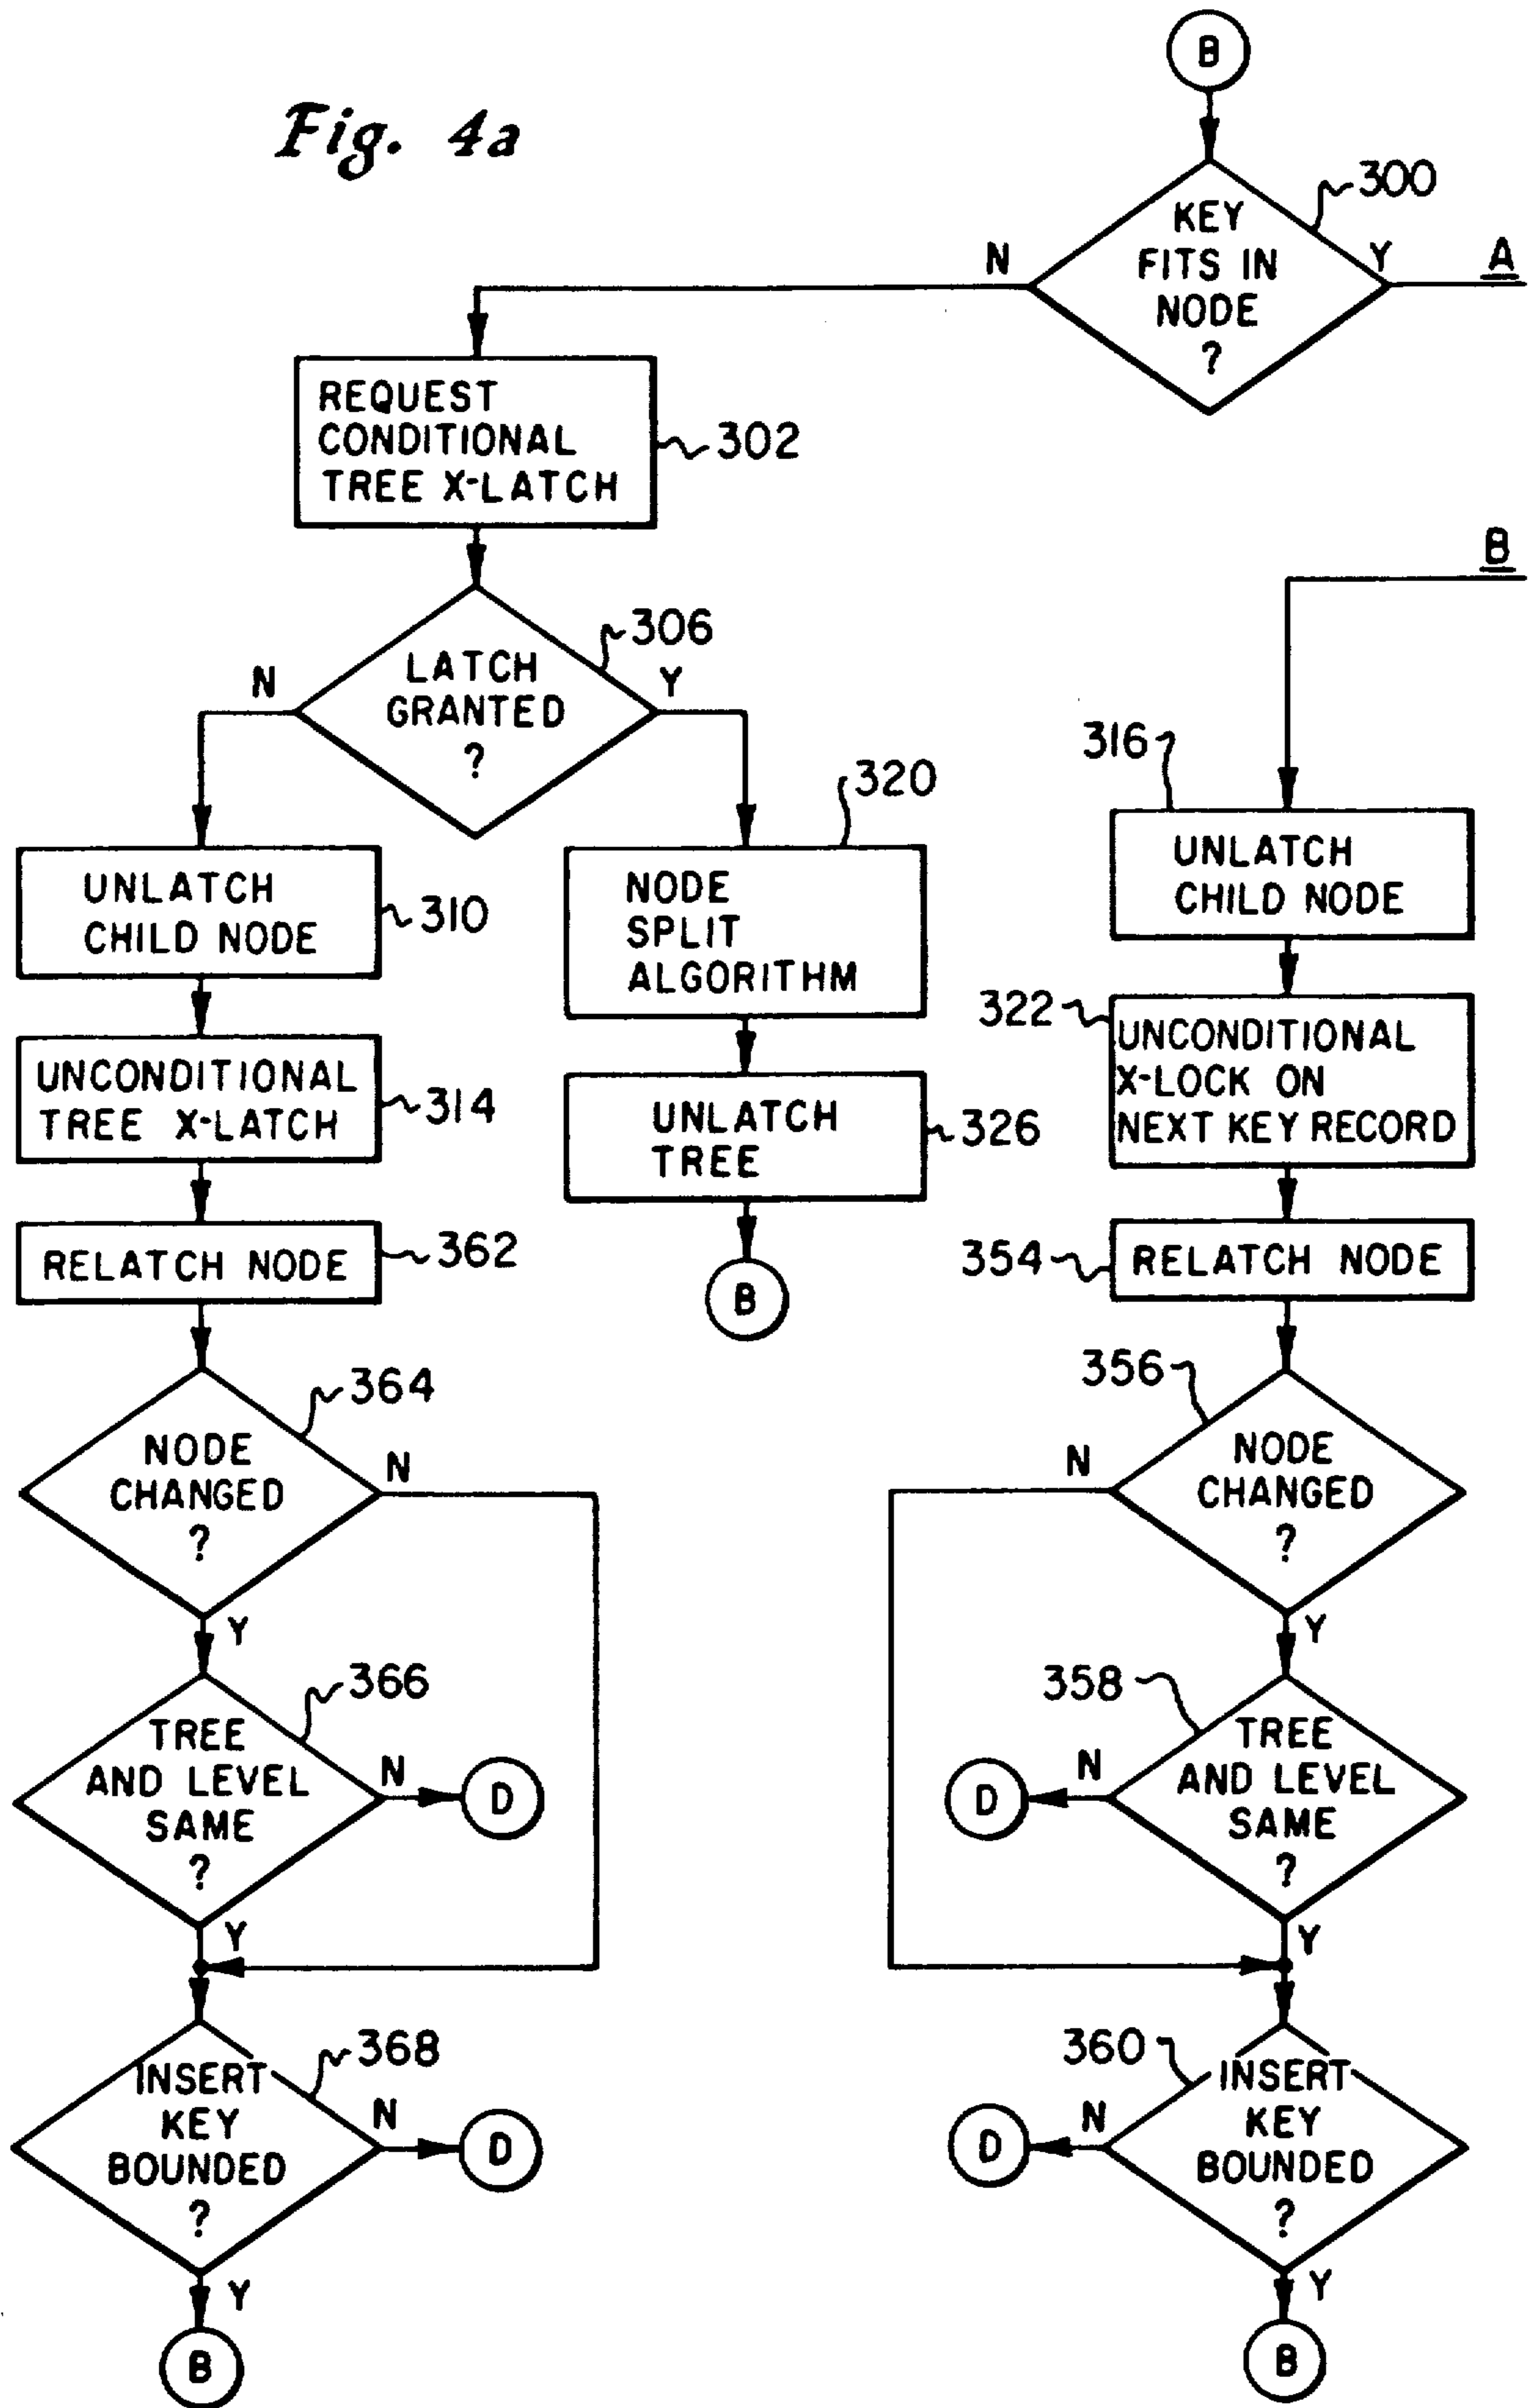 Fig. 4a
B
300
KEY
FITS IN
NODE
?
N
Y
A
REQUEST
CONDITIONAL
TREE X-LATCH
302
B
306
LATCH
GRANTED
?
N
Y
316
320
UNLATCH
CHILD NODE
310
NODE
SPLIT
ALGORITHM
UNLATCH
CHILD NODE
322
UNCONDITIONAL
X-LOCK ON
NEXT KEY RECORD
UNCONDITIONAL
TREE X-LATCH
314
UNLATCH
TREE
326
RELATCH NODE
362
B
354
RELATCH NODE
364
NODE
CHANGED
?
N
Y
356
NODE
CHANGED
?
N
Y
366
TREE
AND LEVEL
SAME
?
N
D
Y
358
TREE
AND LEVEL
SAME
?
N
D
Y
368
INSERT
KEY
BOUNDED
?
N
D
Y
B
360
INSERT
KEY
BOUNDED
?
N
D
Y
B